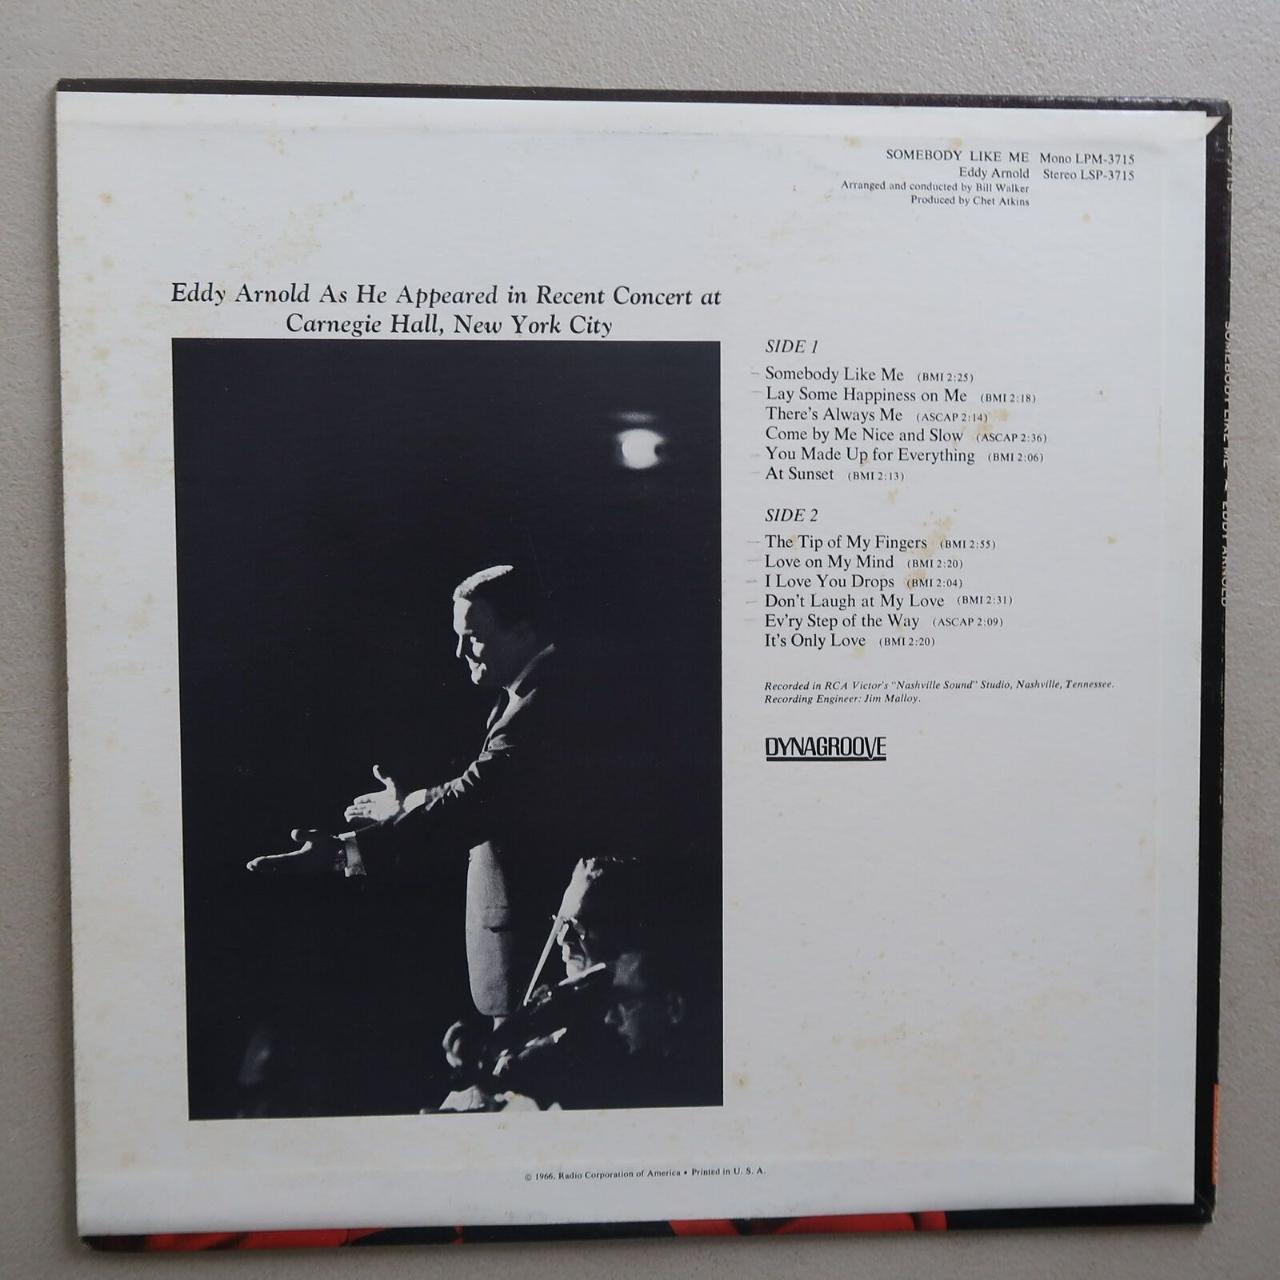 SOMEBODY LIKE ME Mono LPM-3715
Eddy Arnold Stereo LSP-3715
Arranged and conducted by Bill Walker
Produced by Chet Atkins
Eddy Arnold As He Appeared in Recent Concert at
Carnegie Hall, New York City
SIDE 1
Somebody Like Me (BMI 2:25)
Lay Some Happiness on Me (BMI 2:18)
There's Always Me (ASCAP 2:14)
Come by Me Nice and Slow (ASCAP 2:36)
You Made Up for Everything (BMI 2:06)
At Sunset (BMI 2:13)
SIDE 2
The Tip of My Fingers (BMI 2:55)
Love on My Mind (BMI 2:20)
I Love You Drops (BMI 2:04)
Don't Laugh at My Love (BMI 2:31)
Ev'ry Step of the Way (ASCAP 2:09)
It's Only Love (BMI 2:20)
Recorded in RCA Victor's "Nashville Sound" Studio, Nashville, Tennessee.
Recording Engineer: Jim Malloy.
DYNAGROOVE
© 1966, Radio Corporation of America • Printed in U. S. A.
SOMEBODY LIKE ME EDDY ARNOLD